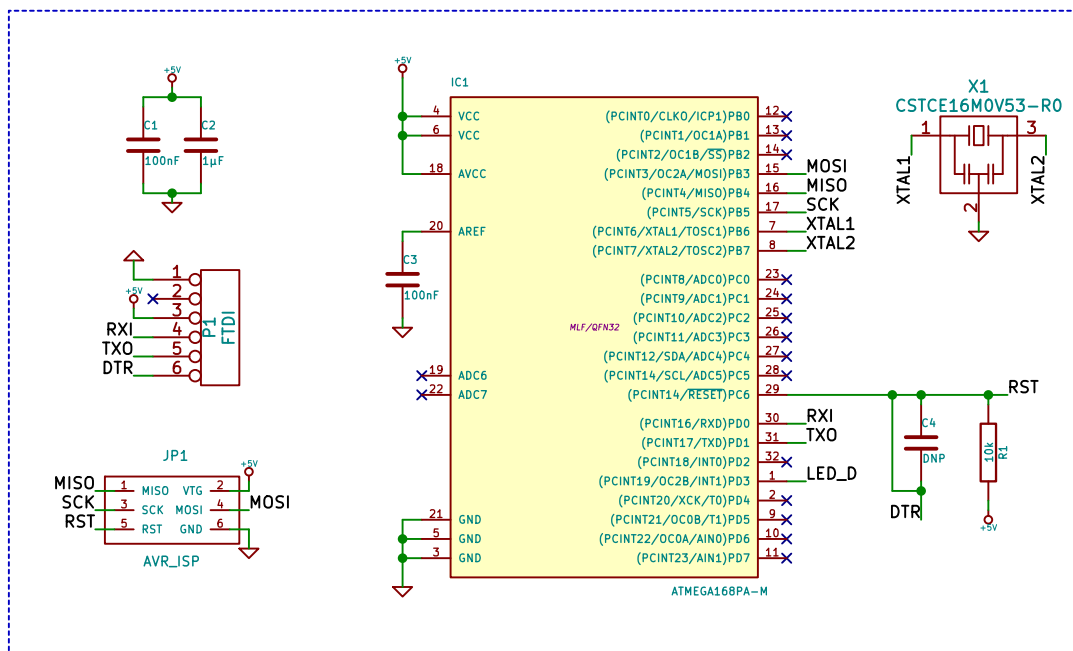 +5V
C1
100nF
C2
1µF
1
2
+5V
3
RXI 4
TXO 5
DTR 6
P1
FTDI
JP1
+5V
MISO 1 MISO VTG 2
SCK 3 SCK MOSI 4 MOSI
RST 5 RST GND 6
AVR_ISP
+5V
IC1
4 VCC
6 VCC
18 AVCC
20 AREF
C3
100nF
19 ADC6
22 ADC7
21 GND
5 GND
3 GND
MLF/QFN32
(PCINT0/CLKO/ICP1)PB0 12
(PCINT1/OC1A)PB1 13
(PCINT2/OC1B/SS)PB2 14
(PCINT3/OC2A/MOSI)PB3 15 MOSI
(PCINT4/MISO)PB4 16 MISO
(PCINT5/SCK)PB5 17 SCK
(PCINT6/XTAL1/TOSC1)PB6 7 XTAL1
(PCINT7/XTAL2/TOSC2)PB7 8 XTAL2
(PCINT8/ADC0)PC0 23
(PCINT9/ADC1)PC1 24
(PCINT10/ADC2)PC2 25
(PCINT11/ADC3)PC3 26
(PCINT12/SDA/ADC4)PC4 27
(PCINT14/SCL/ADC5)PC5 28
(PCINT14/RESET)PC6 29 RST
(PCINT16/RXD)PD0 30 RXI
(PCINT17/TXD)PD1 31 TXO
(PCINT18/INT0)PD2 32
(PCINT19/OC2B/INT1)PD3 1 LED_D
(PCINT20/XCK/T0)PD4 2
(PCINT21/OC0B/T1)PD5 9
(PCINT22/OC0A/AIN0)PD6 10
(PCINT23/AIN1)PD7 11
ATMEGA168PA-M
X1
CSTCE16M0V53-R0
1
3
XTAL1
2
XTAL2
C4
DNP
10k
R1
DTR
+5V